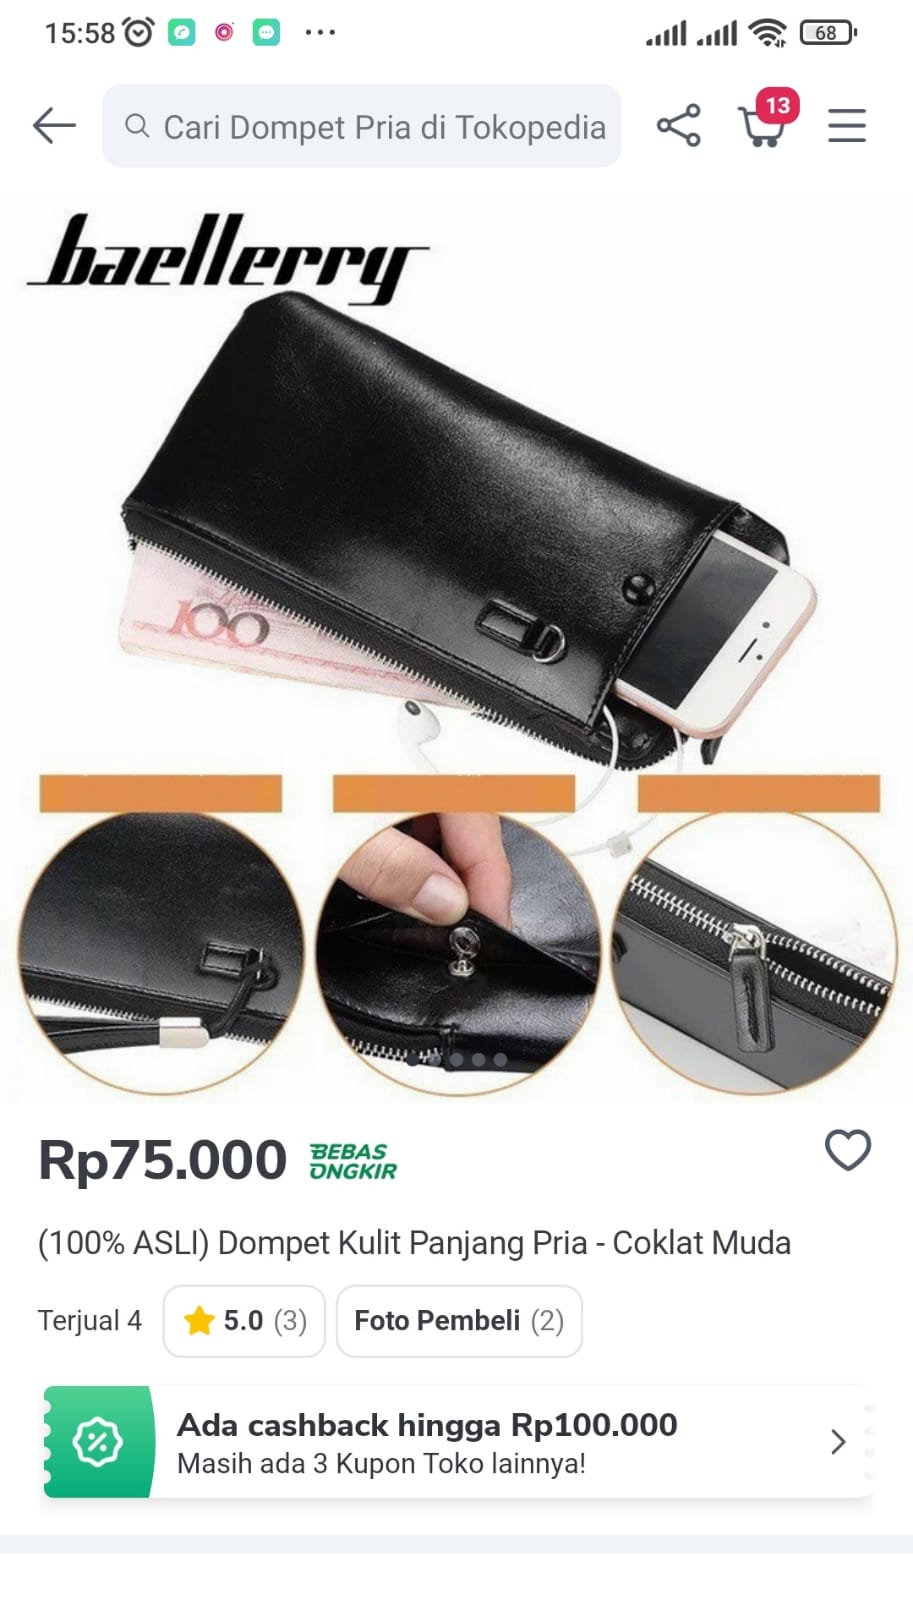 15:58
68
Cari Dompet Pria di Tokopedia
13
baellerry
100
Rp75.000
BEBAS
ONGKIR
(100% ASLI) Dompet Kulit Panjang Pria - Coklat Muda
Terjual 4
5.0 (3)
Foto Pembeli (2)
Ada cashback hingga Rp100.000
Masih ada 3 Kupon Toko lainnya!